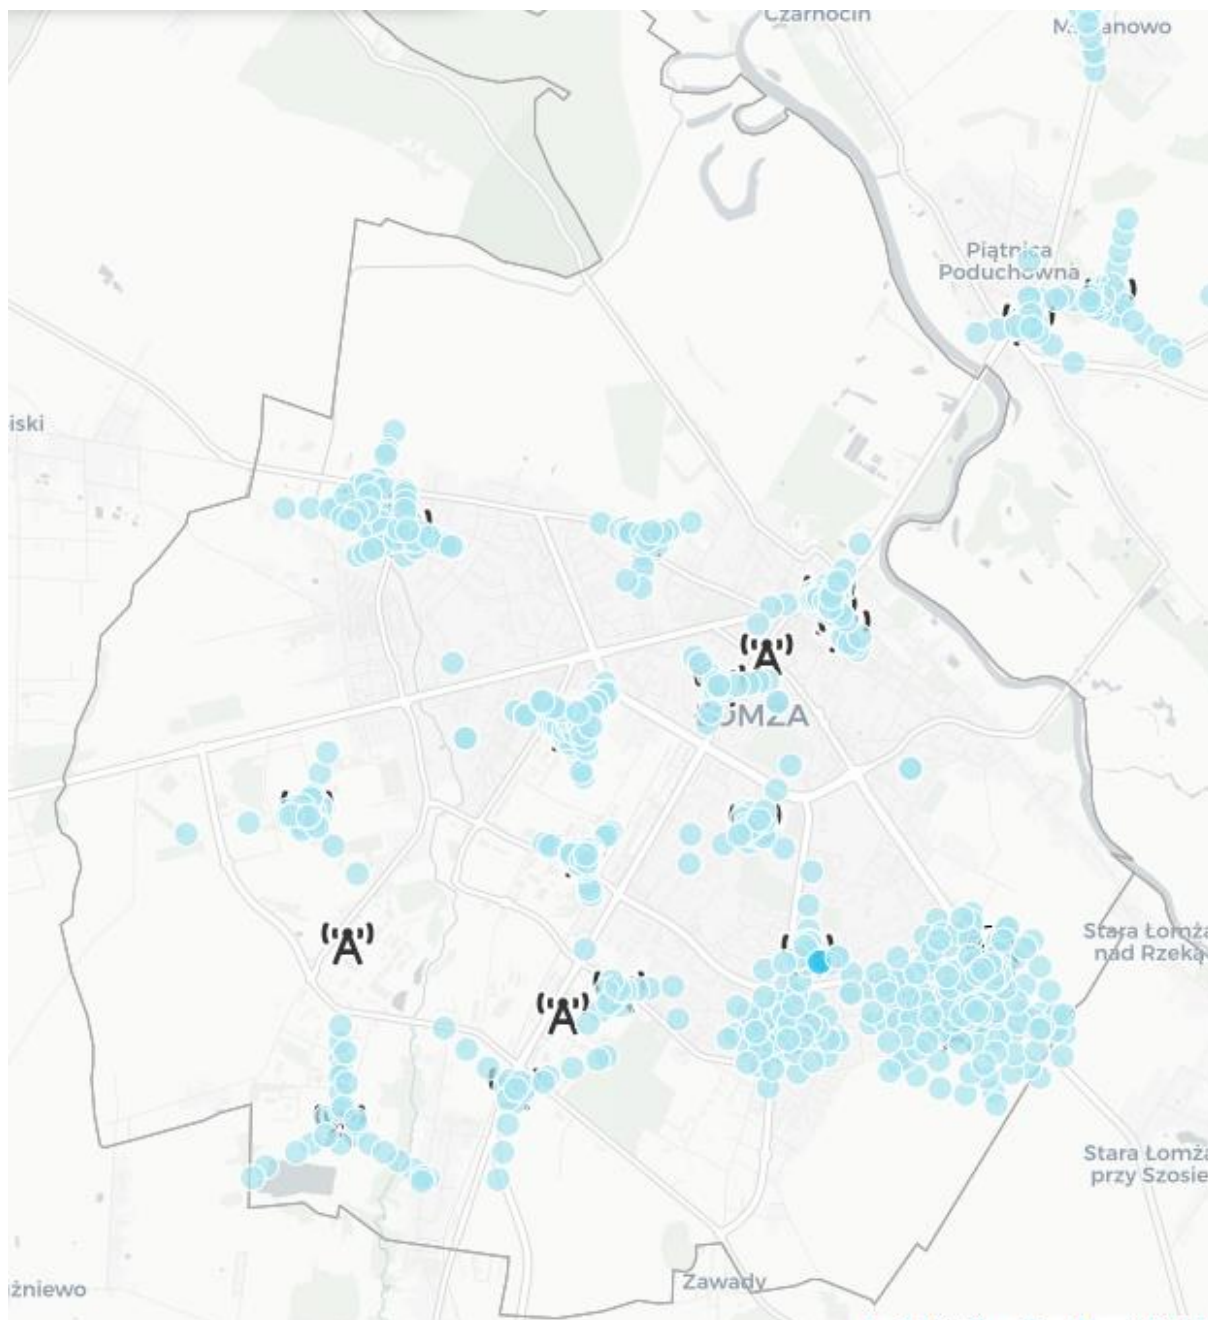 Czarnocin
Piątnica
Poduchowna
iski
Stara Łomża
nad Rzeką
Stara Łomża
przy Szosie
Zawady